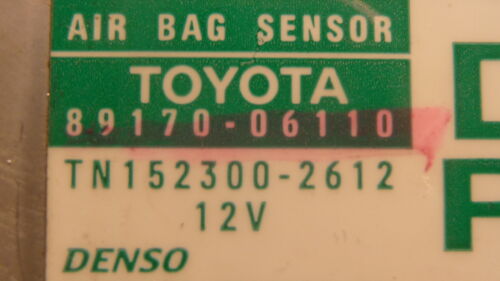 AIR BAG SENSOR
TOYOTA
89170-06110
TN152300-2612
12V
DENSO